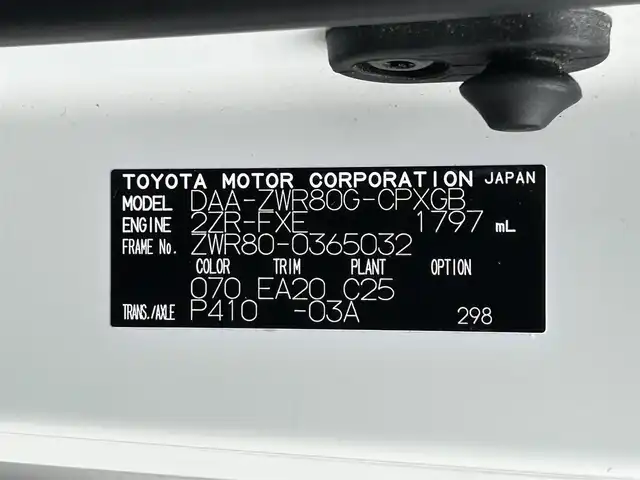 TOYOTA MOTOR CORPORATION JAPAN
MODEL DAA-ZWR80G-CPXGB
ENGINE 2ZR-FXE 1797 mL
FRAME No. ZWR80-0365032
COLOR TRIM PLANT OPTION
070 EA20 C25
TRANS./AXLE P410 -03A 298